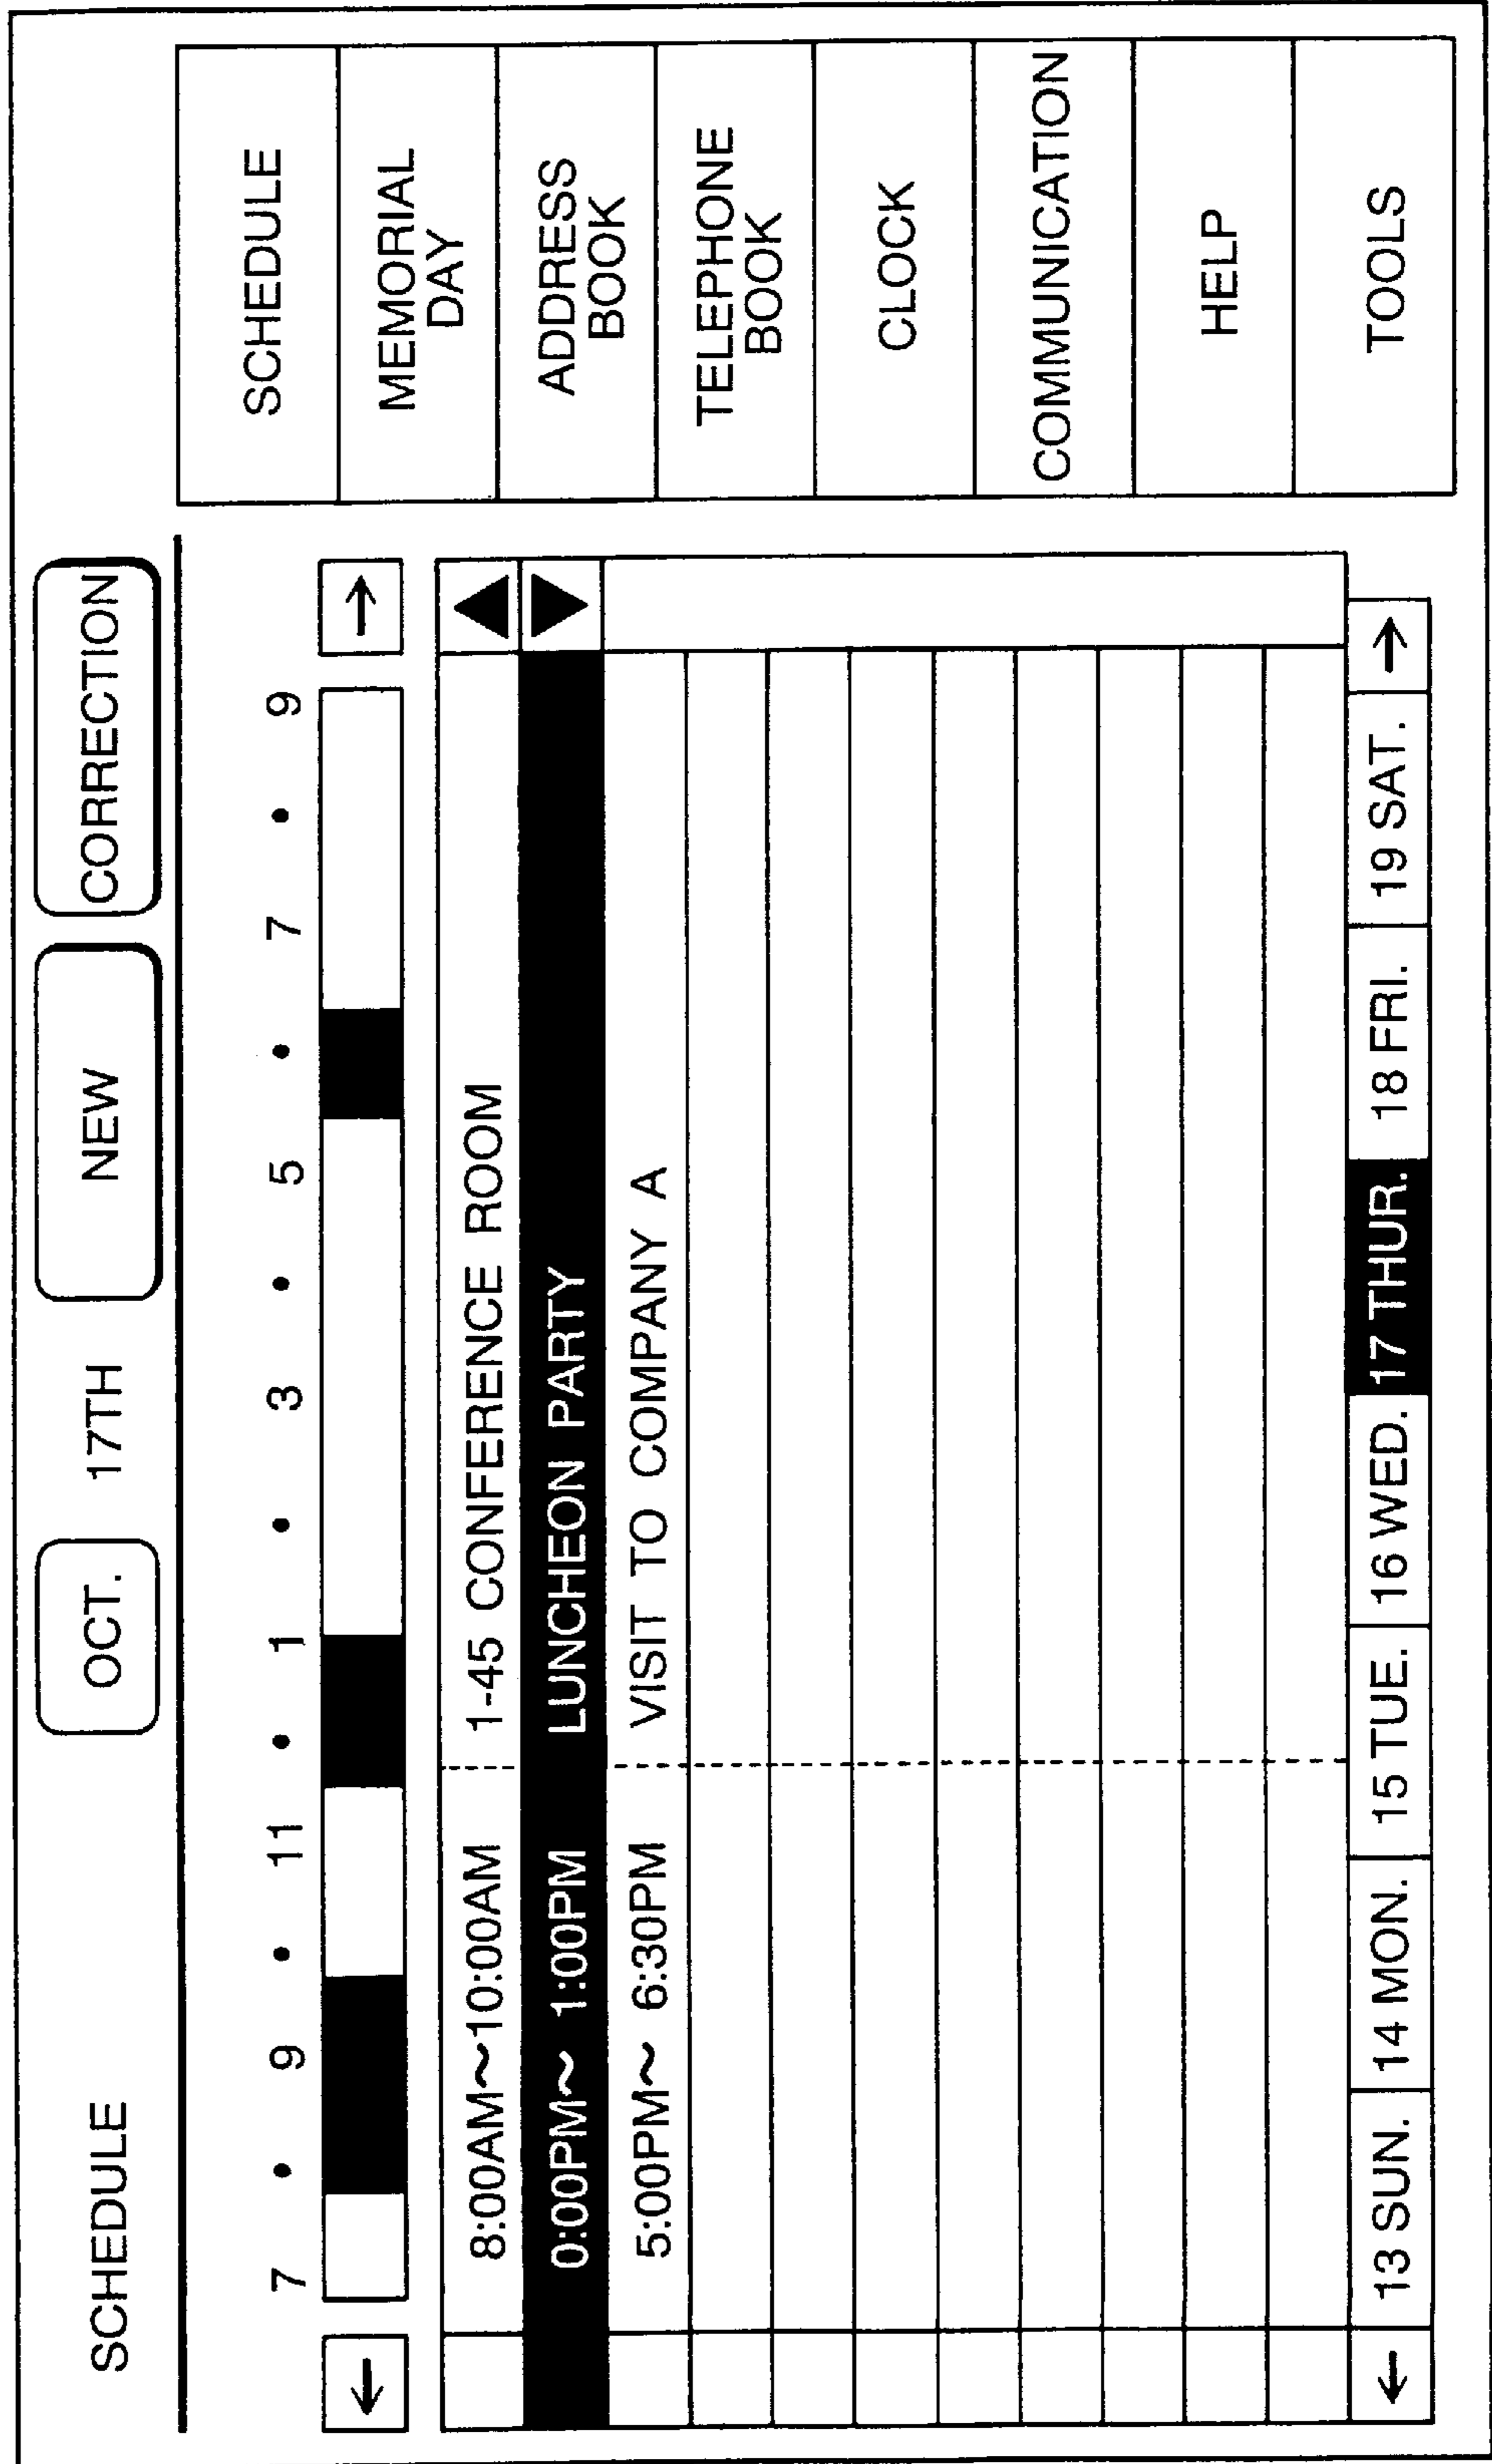 SCHEDULE OCT. 17TH NEW CORRECTION
7 • 9 • 11 • 1 • 3 • 5 • 7 • 9
← →
8:00AM~10:00AM 1-45 CONFERENCE ROOM ▲
0:00PM~ 1:00PM LUNCHEON PARTY ▼
5:00PM~ 6:30PM VISIT TO COMPANY A
← 13 SUN. 14 MON. 15 TUE. 16 WED. 17 THUR. 18 FRI. 19 SAT. →
SCHEDULE
MEMORIAL
DAY
ADDRESS
BOOK
TELEPHONE
BOOK
CLOCK
COMMUNICATION
HELP
TOOLS